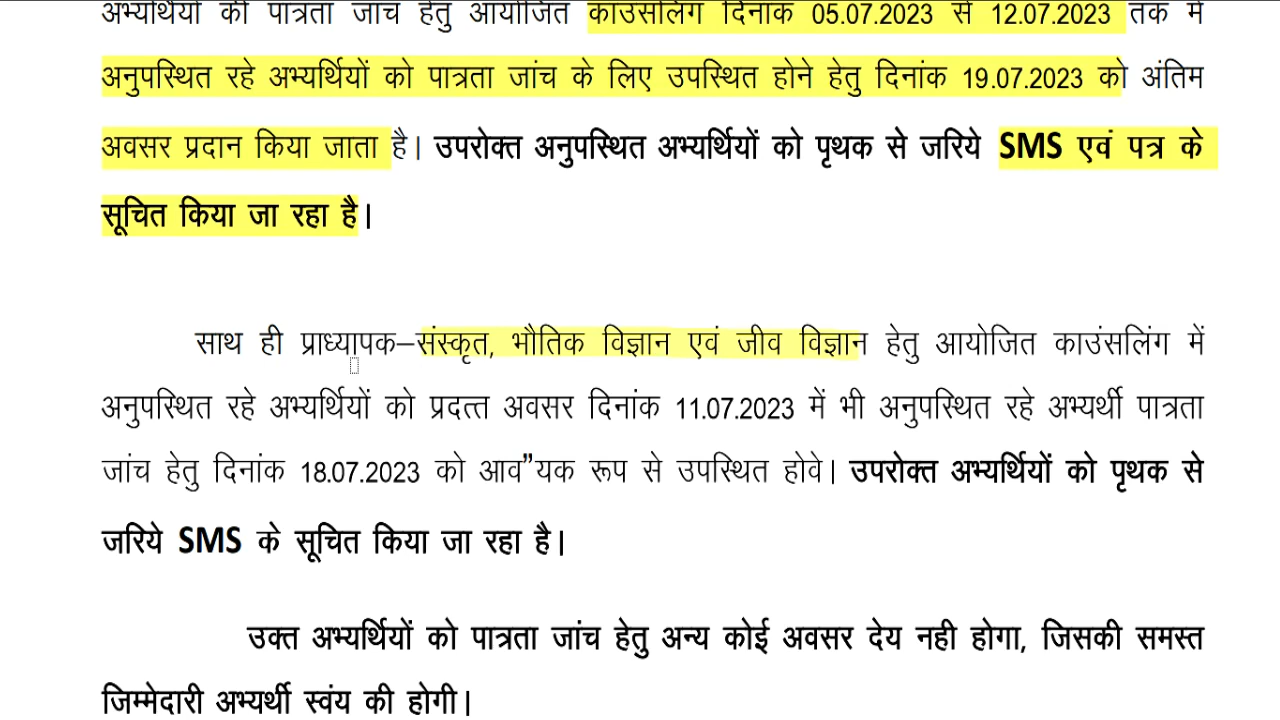 अभ्यर्थियों की पात्रता जांच हेतु आयोजित काउंसलिंग दिनांक 05.07.2023 से 12.07.2023 तक में
अनुपस्थित रहे अभ्यर्थियों को पात्रता जांच के लिए उपस्थित होने हेतु दिनांक 19.07.2023 को अंतिम
अवसर प्रदान किया जाता है। उपरोक्त अनुपस्थित अभ्यर्थियों को पृथक से जरिये SMS एवं पत्र के
सूचित किया जा रहा है।
साथ ही प्राध्यापक–संस्कृत, भौतिक विज्ञान एवं जीव विज्ञान हेतु आयोजित काउंसलिंग में
अनुपस्थित रहे अभ्यर्थियों को प्रदत्त अवसर दिनांक 11.07.2023 में भी अनुपस्थित रहे अभ्यर्थी पात्रता
जांच हेतु दिनांक 18.07.2023 को आव”यक रूप से उपस्थित होवे। उपरोक्त अभ्यर्थियों को पृथक से
जरिये SMS के सूचित किया जा रहा है।
उक्त अभ्यर्थियों को पात्रता जांच हेतु अन्य कोई अवसर देय नही होगा, जिसकी समस्त
जिम्मेदारी अभ्यर्थी स्वंय की होगी।